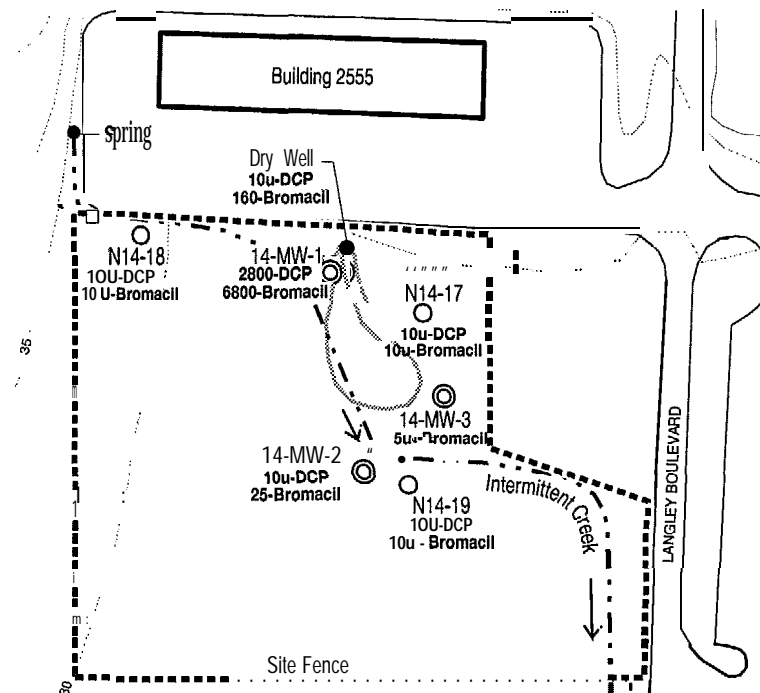 Building 2555
spring
Dry Well
10u-DCP
160-Bromacil
N14-18
10U-DCP
10 U-Bromacil
14-MW-1
2800-DCP
6800-Bromacil
N14-17
10u-DCP
10u-Bromacil
35
14-MW-3
14-MW-2
10u-DCP
25-Bromacil
N14-19
10U-DCP
10u - Bromacil
Intermittent Creek
LANGLEY BOULEVARD
Site Fence
30